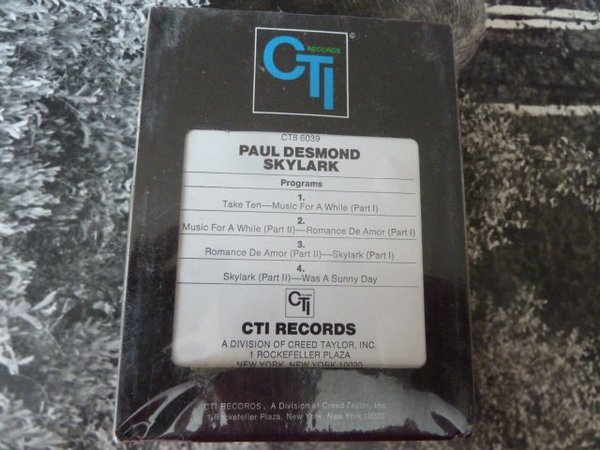 CTI RECORDS ®
CT8 6039
PAUL DESMOND
SKYLARK
Programs
1.
Take Ten—Music For A While (Part I)
2.
Music For A While (Part II)—Romance De Amor (Part I)
3.
Romance De Amor (Part II)—Skylark (Part I)
4.
Skylark (Part II)—Was A Sunny Day
CTI
CTI RECORDS
A DIVISION OF CREED TAYLOR, INC.
1 ROCKEFELLER PLAZA
NEW YORK, NEW YORK 10020
CTI RECORDS, A Division of Creed Taylor, Inc.
1 Rockefeller Plaza, New York, New York 10020